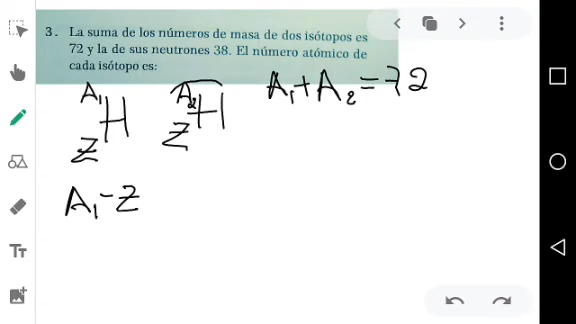 3. La suma de los números de masa de dos isótopos es
72 y la de sus neutrones 38. El número atómico de
cada isótopo es:
A₁ H Z A₂ H Z A₁ + A₂ = 72
A₁ - Z
Tт